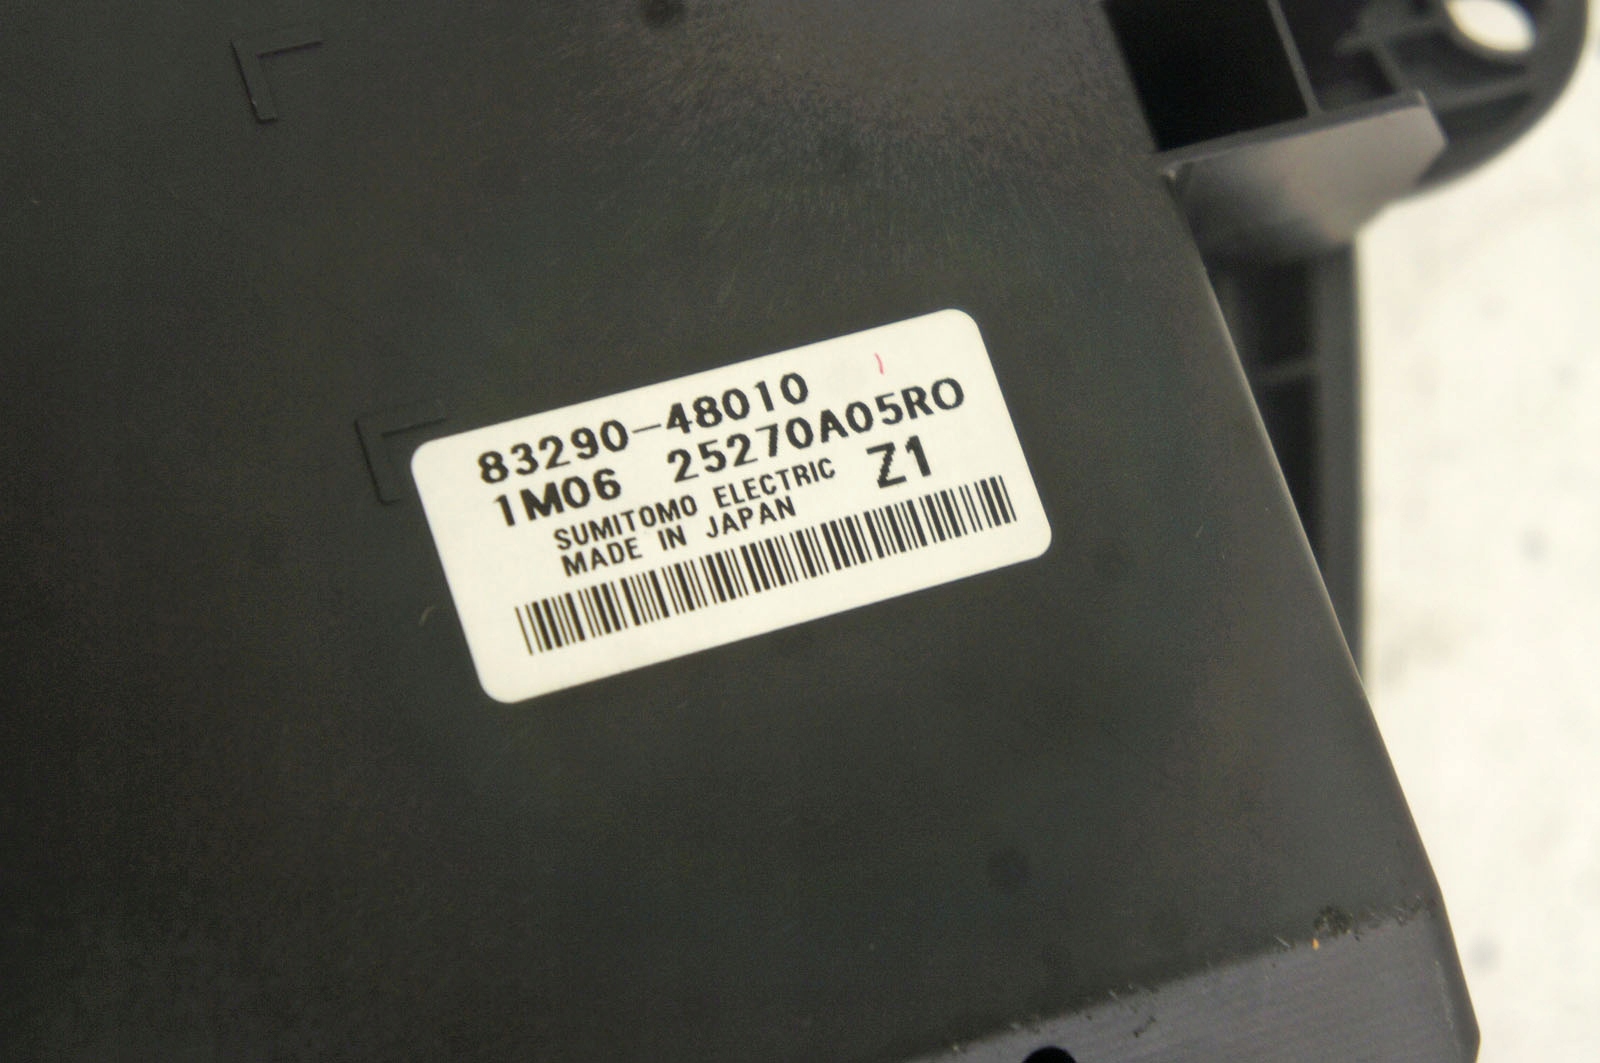 83290-48010
1M06 25270A05RO
SUMITOMO ELECTRIC Z1
MADE IN JAPAN